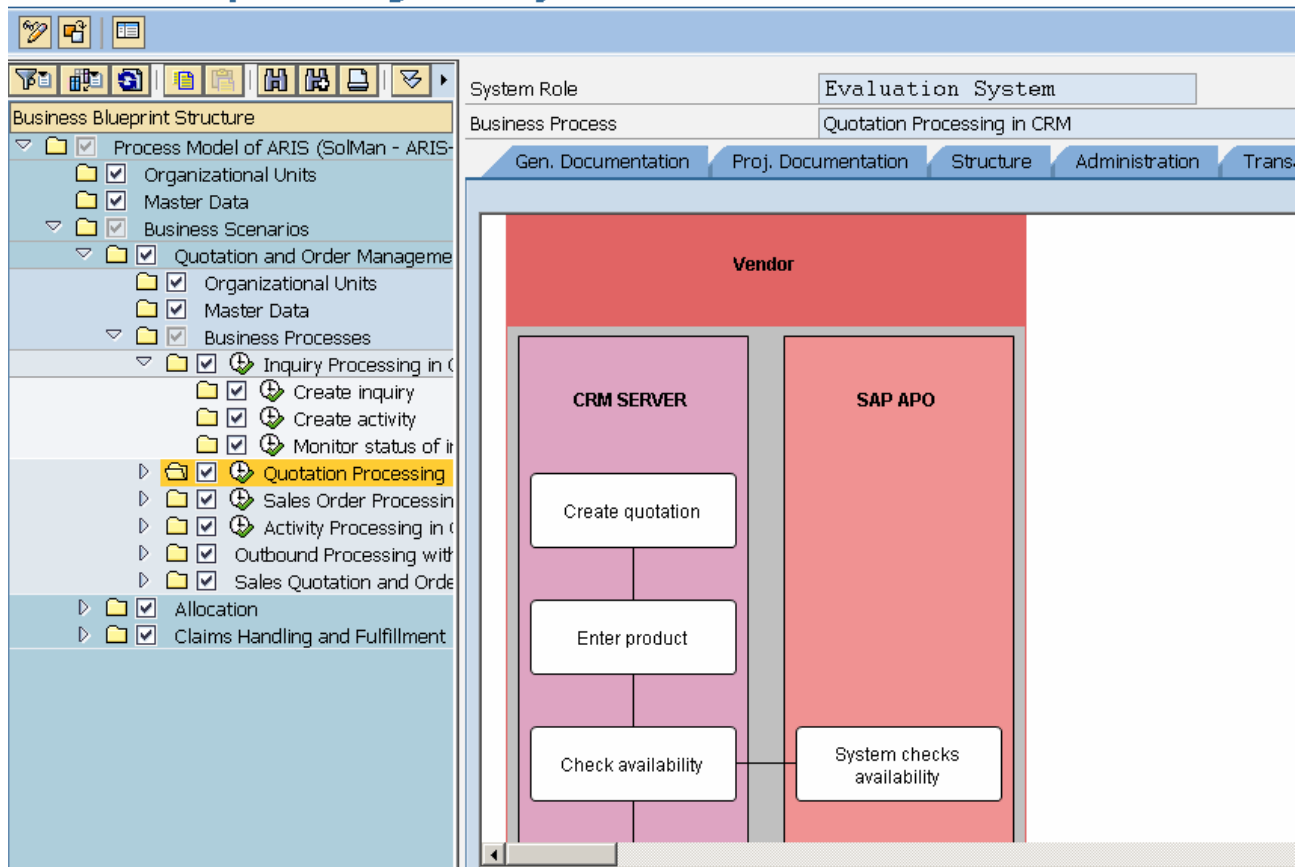 System Role
Evaluation System
Business Blueprint Structure
Business Process
Quotation Processing in CRM
Process Model of ARIS (SolMan - ARIS-
Organizational Units
Master Data
Business Scenarios
Quotation and Order Manageme
Organizational Units
Master Data
Business Processes
Inquiry Processing in
Create inquiry
Create activity
Monitor status of
Quotation Processing
Sales Order Processin
Activity Processing in
Outbound Processing with
Sales Quotation and Orde
Allocation
Claims Handling and Fulfillment
Gen. Documentation
Proj. Documentation
Structure
Administration
Trans
Vendor
CRM SERVER
SAP APO
Create quotation
Enter product
Check availability
System checks
availability